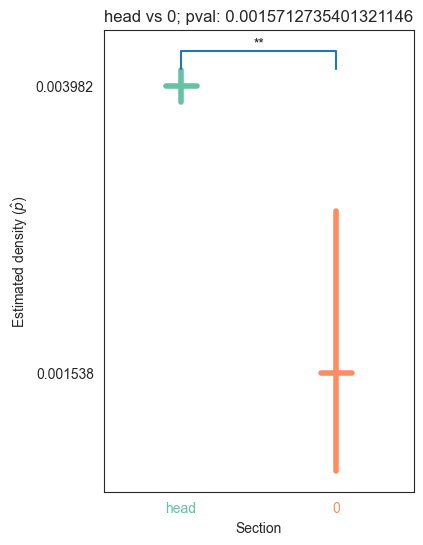 head vs 0; pval: 0.0015712735401321146
**
0.003982
Estimated density (p̂)
0.001538
head 0
Section